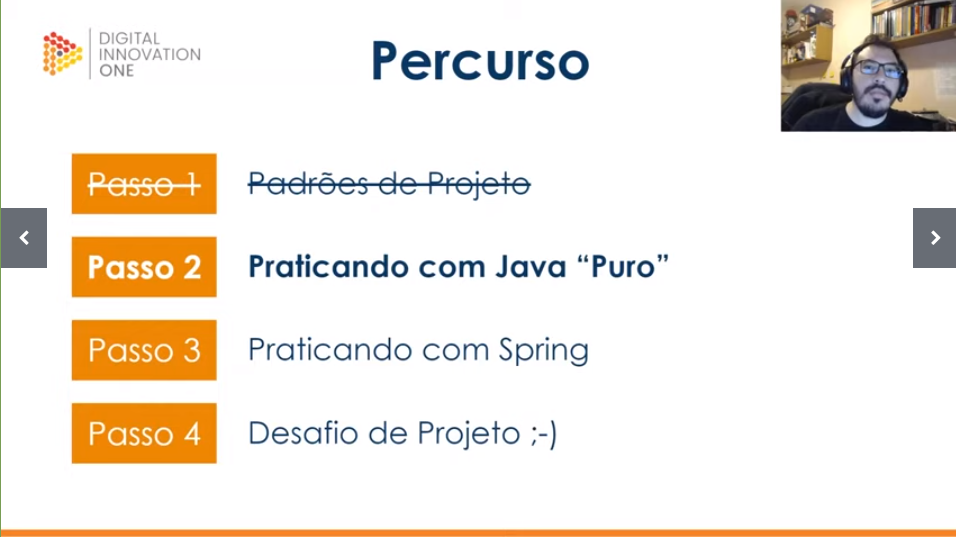 DIGITAL
INNOVATION
ONE
Percurso
Passo 1 Padrões de Projeto
Passo 2 Praticando com Java “Puro”
Passo 3 Praticando com Spring
Passo 4 Desafio de Projeto ;-)